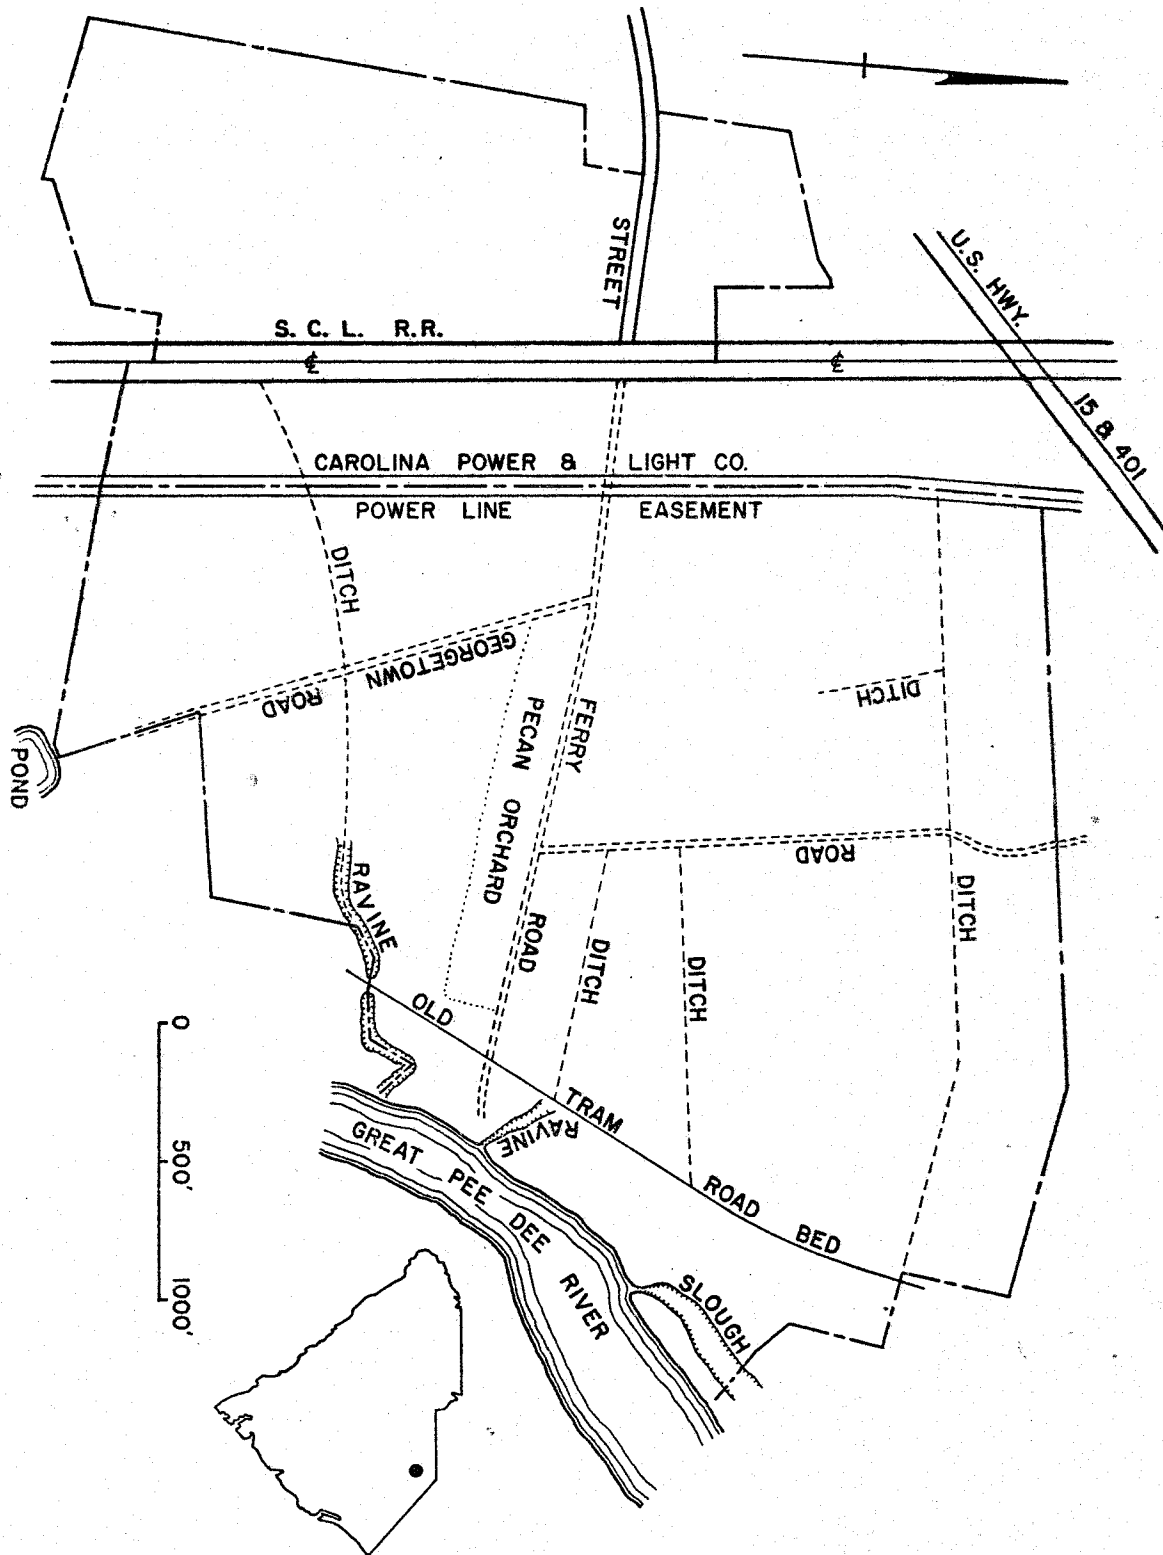 STREET
U.S. HWY. 15 & 401
S. C. L. R.R.
℄
℄
CAROLINA POWER & LIGHT CO.
POWER LINE EASEMENT
DITCH
GEORGETOWN ROAD
DITCH
FERRY ROAD
PECAN ORCHARD
POND
ROAD
RAVINE
DITCH
DITCH
DITCH
OLD TRAM ROAD BED
RAVINE
GREAT PEE DEE RIVER
SLOUGH
0
500'
1000'